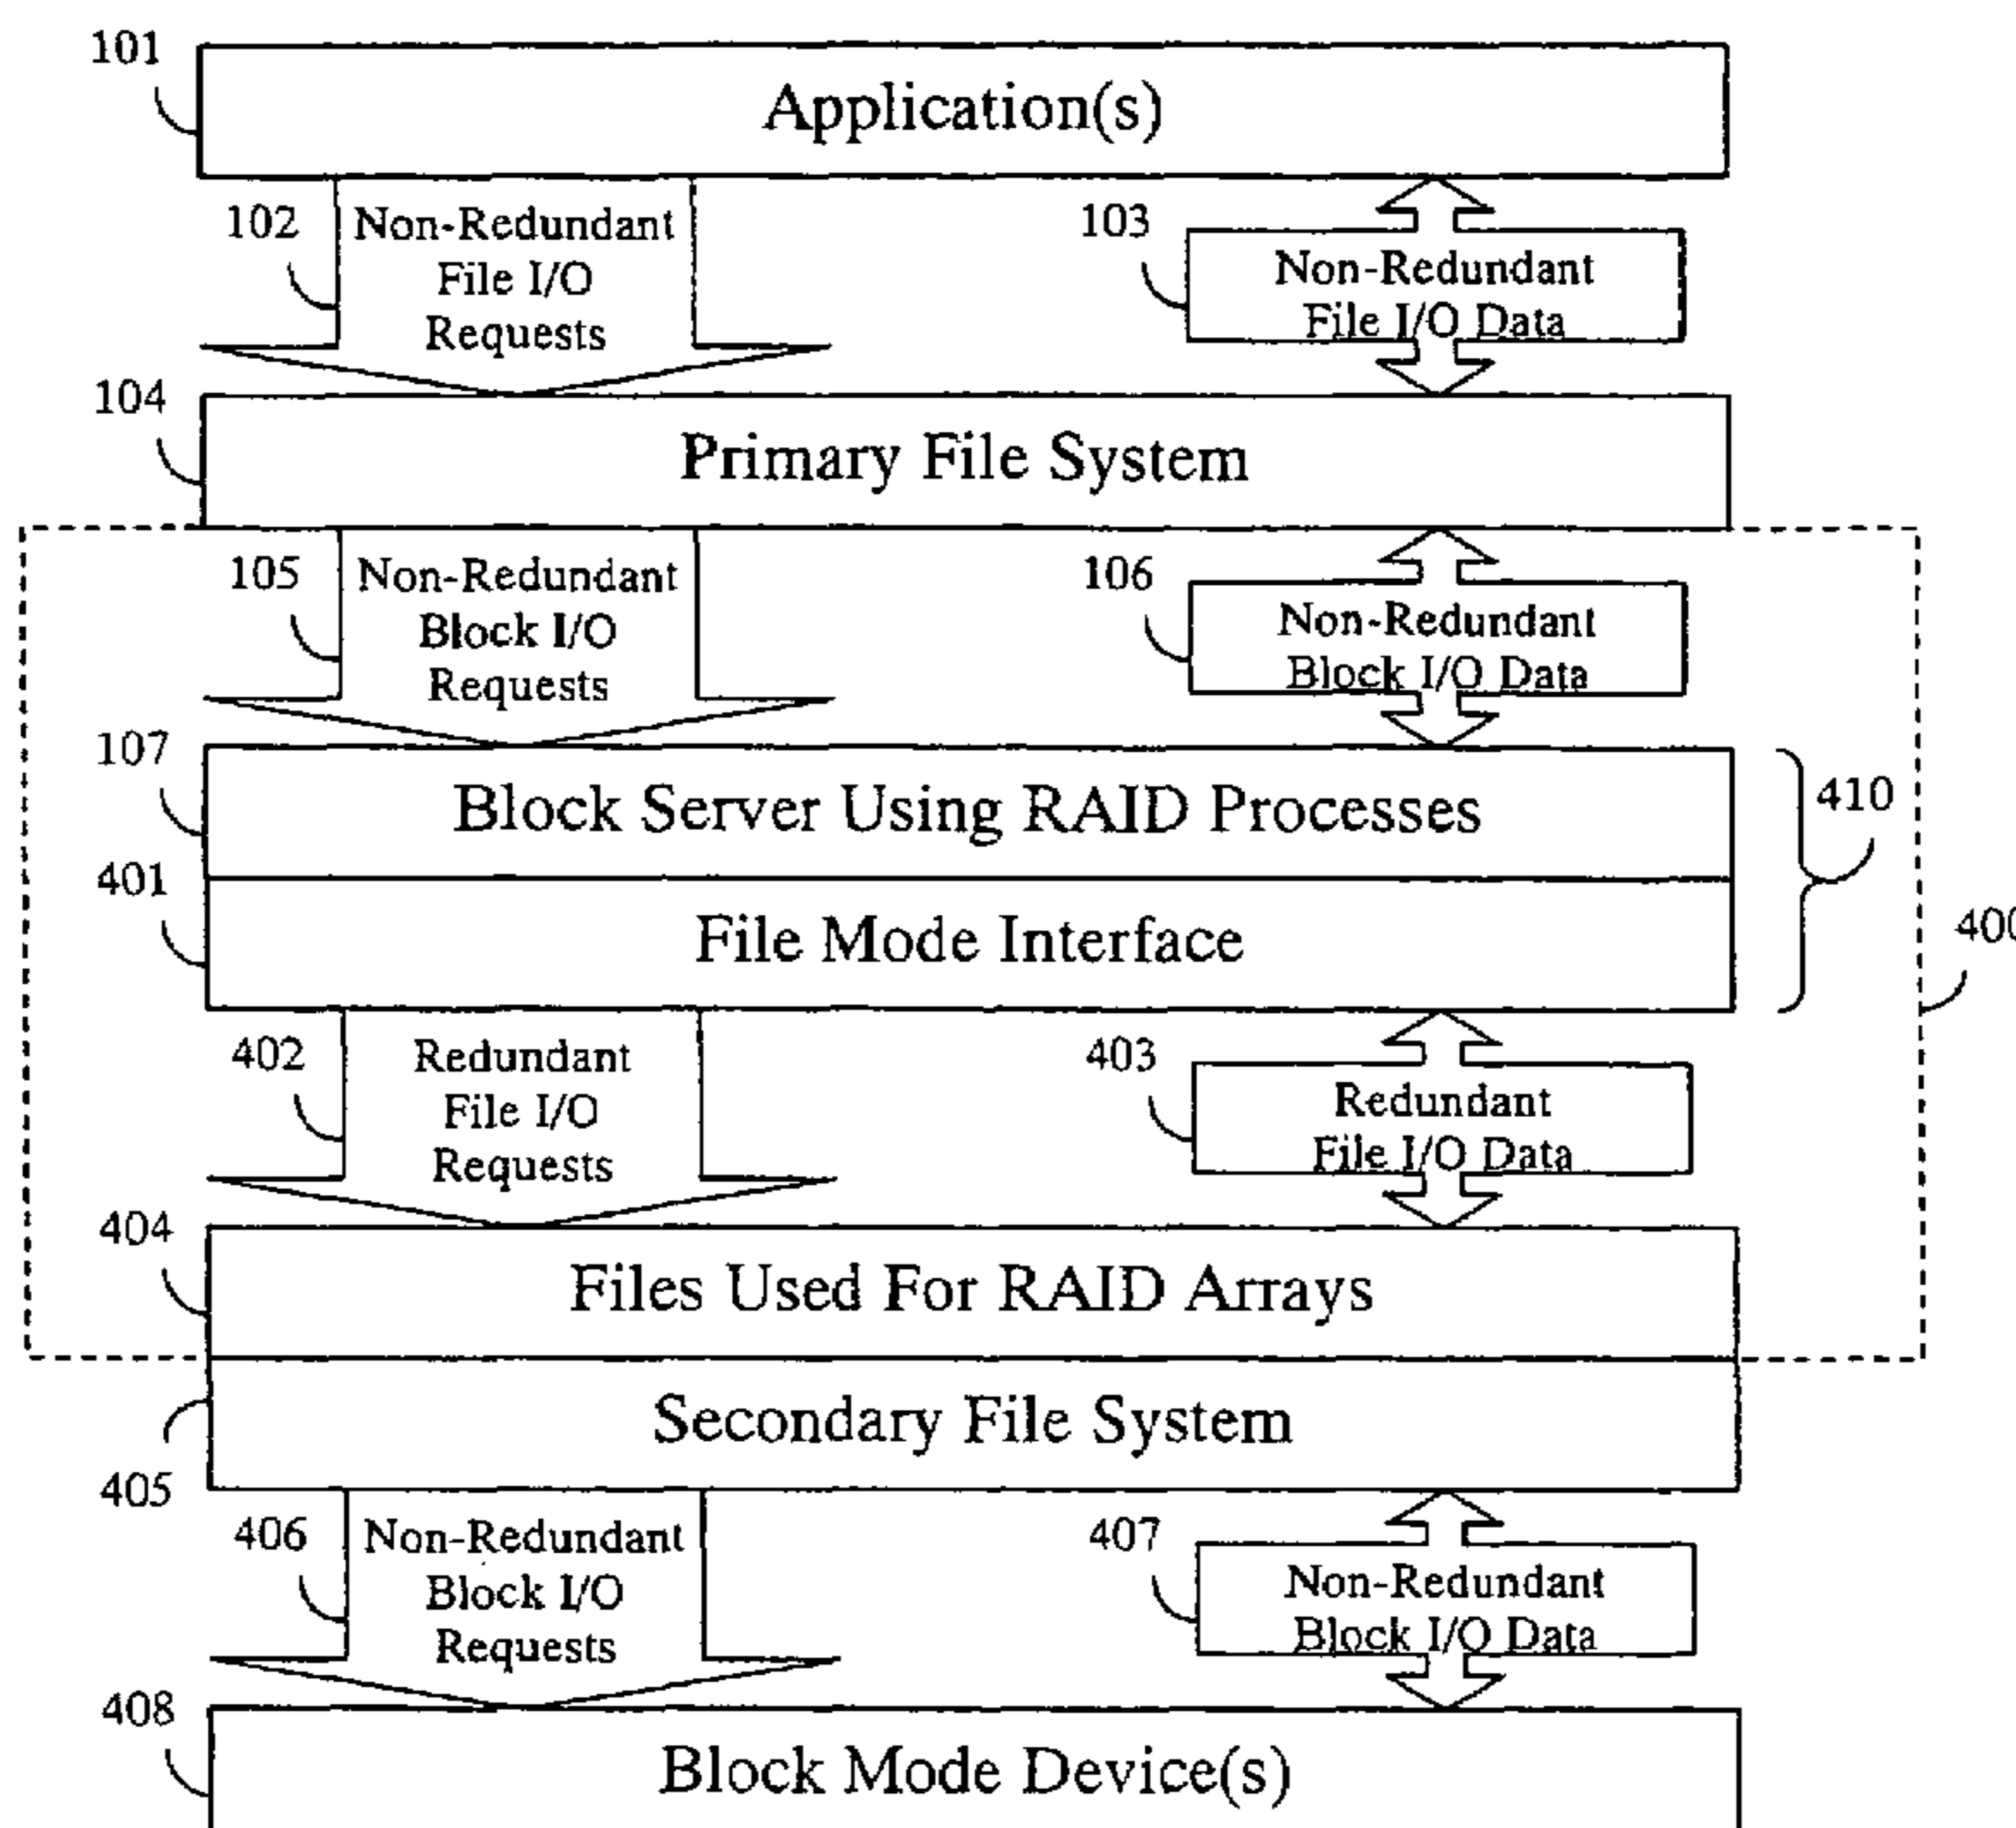 101
Application(s)
102
Non-Redundant
File I/O
Requests
103
Non-Redundant
File I/O Data
104
Primary File System
105
Non-Redundant
Block I/O
Requests
106
Non-Redundant
Block I/O Data
107
Block Server Using RAID Processes
410
401
File Mode Interface
400
402
Redundant
File I/O
Requests
403
Redundant
File I/O Data
404
Files Used For RAID Arrays
Secondary File System
405
406
Non-Redundant
Block I/O
Requests
407
Non-Redundant
Block I/O Data
408
Block Mode Device(s)